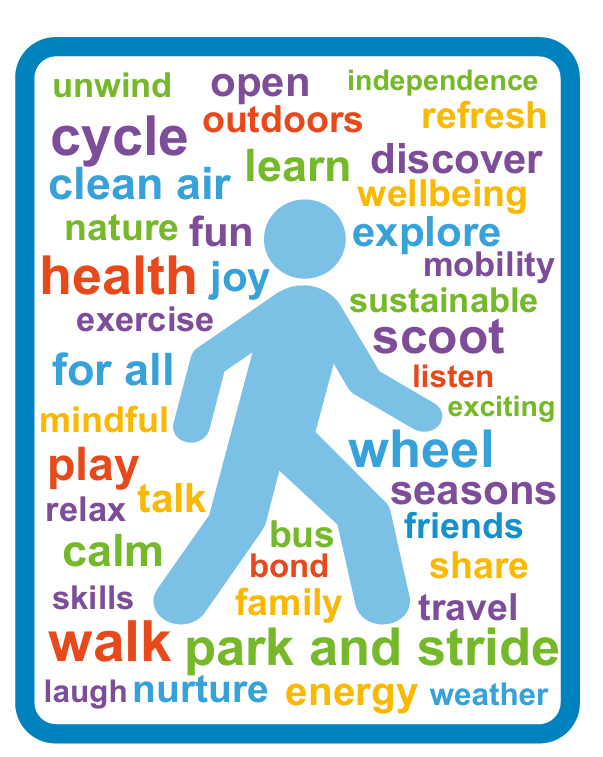 unwind open independence
outdoors refresh
cycle
learn discover
clean air wellbeing
nature fun explore
health joy mobility
sustainable
exercise scoot
for all listen
exciting
mindful
wheel
play
seasons
relax talk
friends
bus
calm
bond share
skills family travel
walk park and stride
laugh nurture energy weather